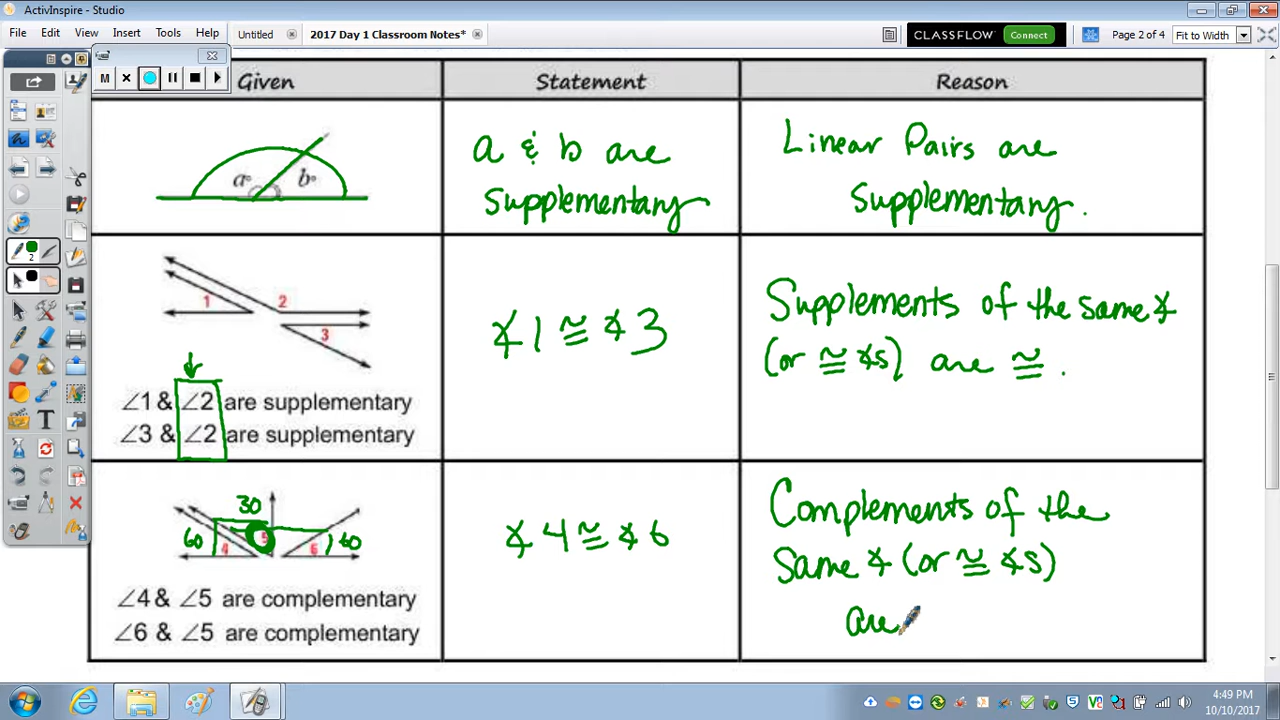 ActivInspire - Studio
File Edit View Insert Tools Help
Untitled
2017 Day 1 Classroom Notes*
CLASSFLOW Connect
Page 2 of 4
Fit to Width
M
Given Statement Reason
a° b°
a & b are
Supplementary
Linear Pairs are
Supplementary.
1 2
3
∠1 & ∠2 are supplementary
∠3 & ∠2 are supplementary
∡1 ≅ ∡3
Supplements of the same ∡
(or ≅ ∡s) are ≅ .
30
60 4 5 6 60
∠4 & ∠5 are complementary
∠6 & ∠5 are complementary
∡4 ≅ ∡6
Complements of the
Same ∡ (or ≅ ∡s)
are
2
T
4:49 PM
10/10/2017